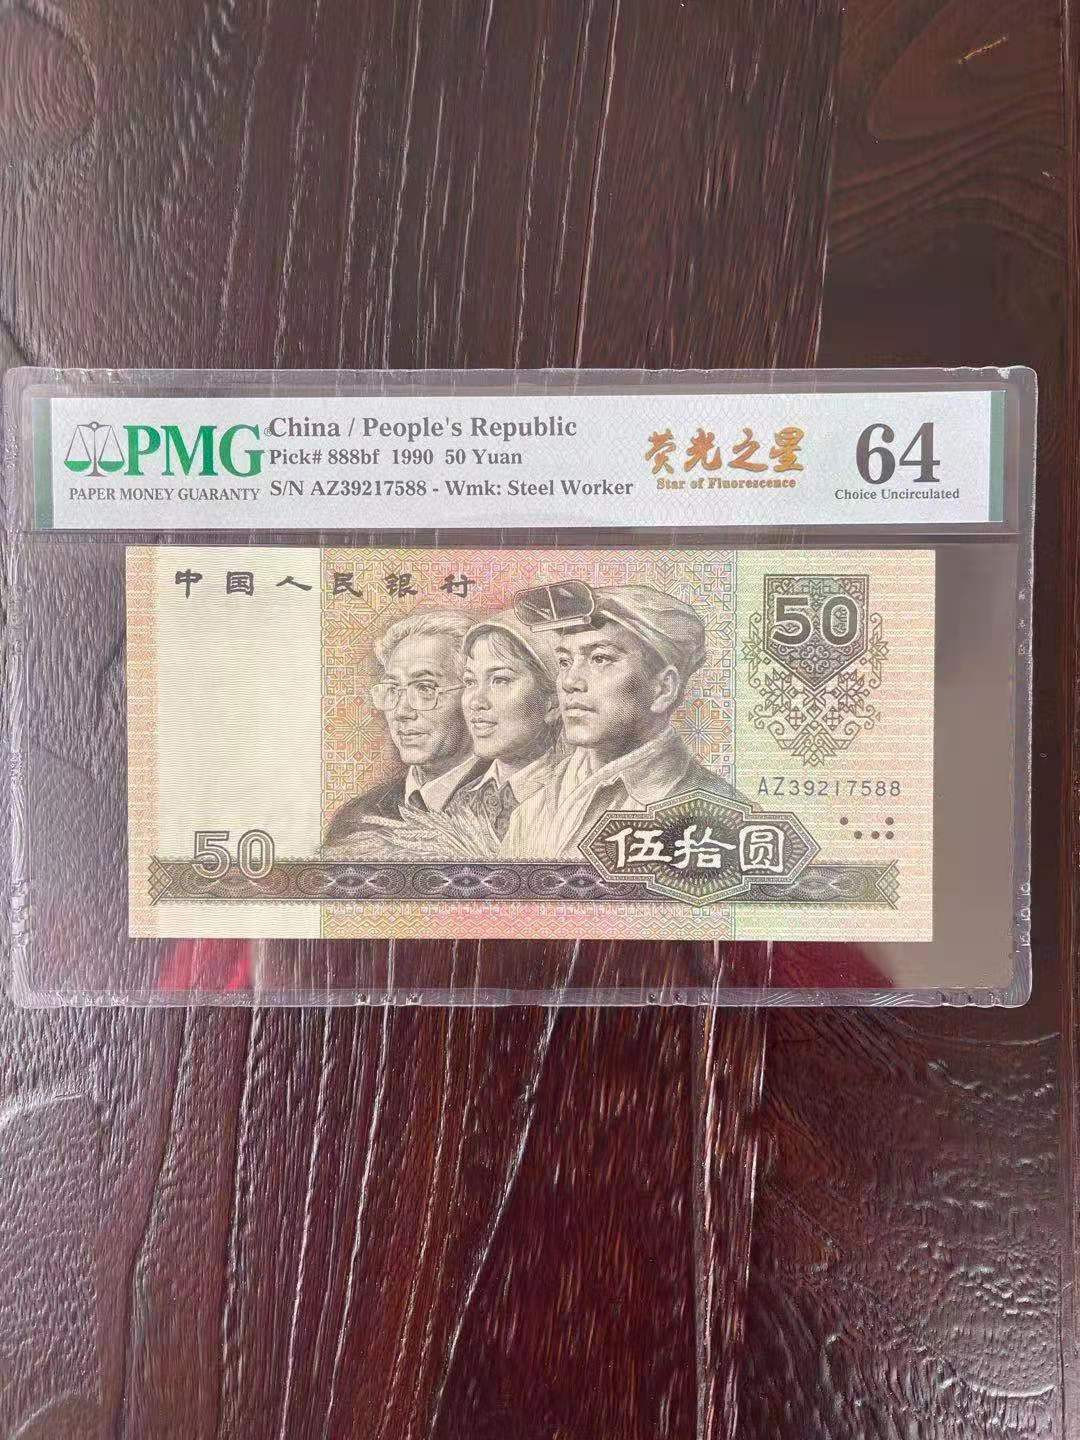 PMG
PAPER MONEY GUARANTY
China / People's Republic
Pick# 888bf 1990 50 Yuan
S/N AZ39217588 - Wmk: Steel Worker
荧光之星
Star of Fluorescence
64
Choice Uncirculated
中国人民银行
50
AZ39217588
伍拾圆
50